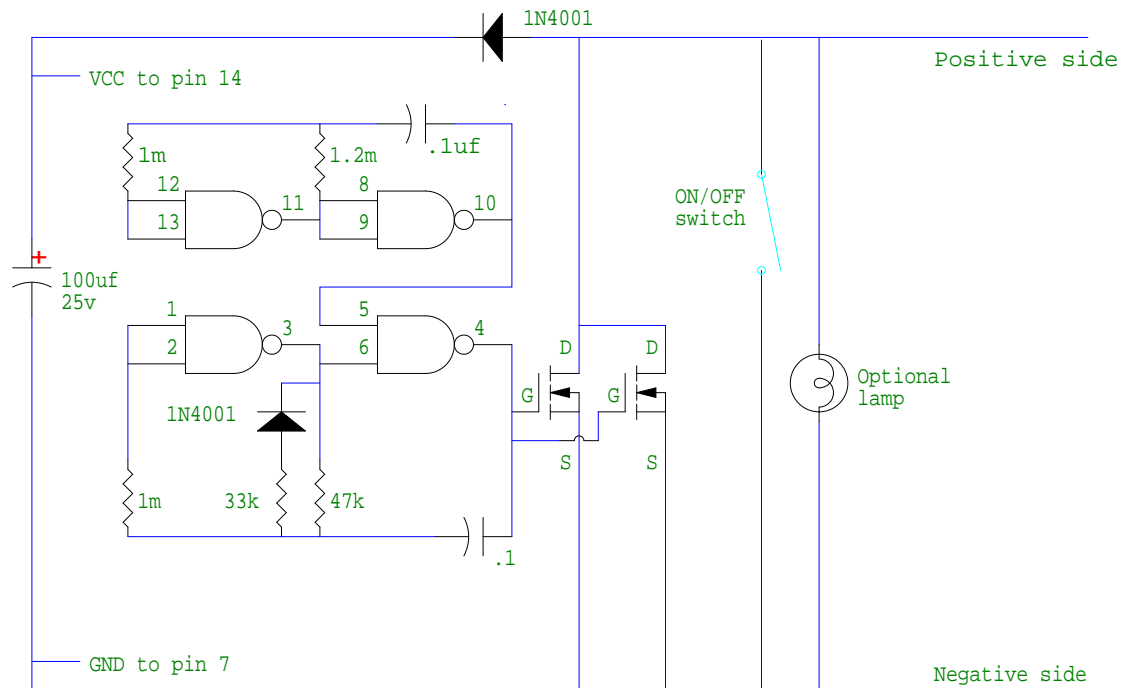 1N4001
Positive side
VCC to pin 14
.1uf
1m
1.2m
12
13
11
8
9
10
ON/OFF
switch
100uf
25v
1
2
3
5
6
4
D
D
G
G
Optional
lamp
1N4001
S
S
1m
33k
47k
.1
GND to pin 7
Negative side